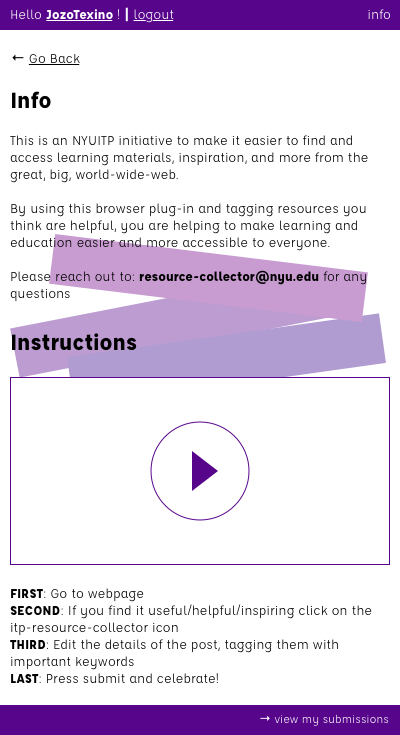 Hello JozoTexino ! | logout
info
← Go Back
Info
This is an NYUITP initiative to make it easier to find and
access learning materials, inspiration, and more from the
great, big, world-wide-web.
By using this browser plug-in and tagging resources you
think are helpful, you are helping to make learning and
education easier and more accessible to everyone.
Please reach out to: resource-collector@nyu.edu for any
questions
Instructions
FIRST: Go to webpage
SECOND: If you find it useful/helpful/inspiring click on the
itp-resource-collector icon
THIRD: Edit the details of the post, tagging them with
important keywords
LAST: Press submit and celebrate!
→ view my submissions